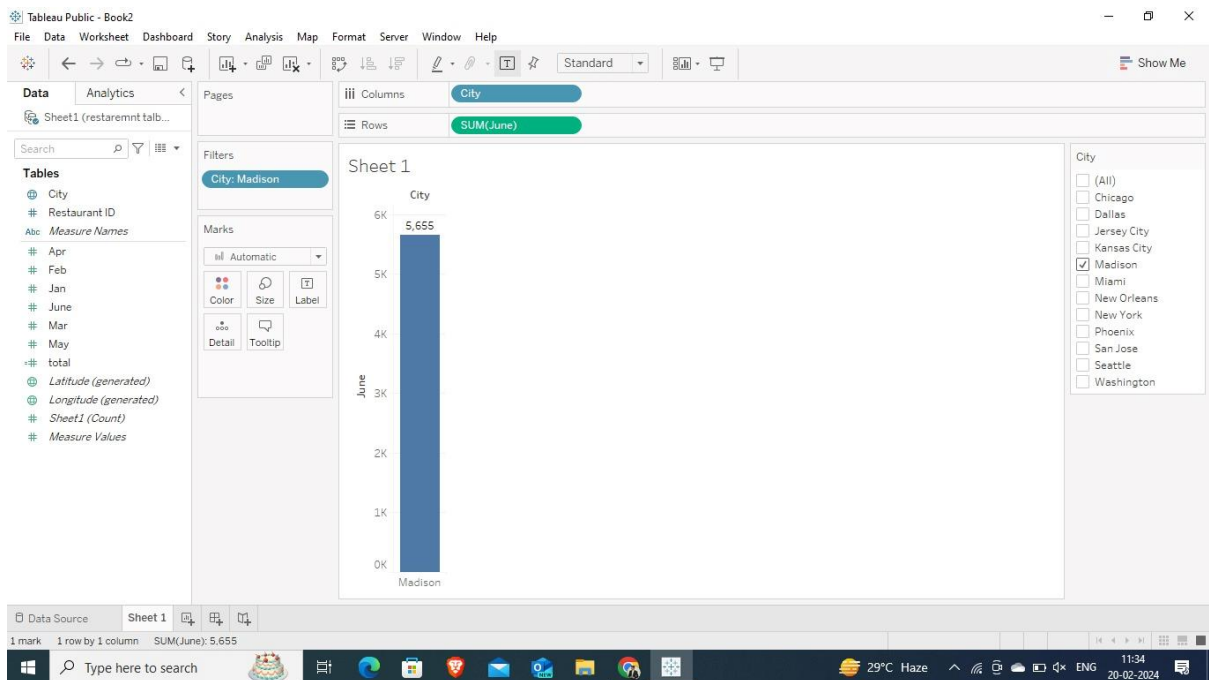 Tableau Public - Book2
File Data Worksheet Dashboard Story Analysis Map Format Server Window Help
Standard
Show Me
Data Analytics
Sheet1 (restaremnt talb...
Search
Tables
City
# Restaurant ID
Abc Measure Names
# Apr
# Feb
# Jan
# June
# Mar
# May
=# total
Latitude (generated)
Longitude (generated)
# Sheet1 (Count)
# Measure Values
Pages
Filters
City: Madison
Marks
Automatic
Color Size Label
Detail Tooltip
iii Columns City
Rows SUM(June)
Sheet 1
City
6K
5,655
5K
4K
3K
2K
1K
0K
June
Madison
City
(All)
Chicago
Dallas
Jersey City
Kansas City
Madison
Miami
New Orleans
New York
Phoenix
San Jose
Seattle
Washington
Data Source Sheet 1
1 mark 1 row by 1 column SUM(June): 5,655
Type here to search
29°C Haze ENG 11:34
20-02-2024